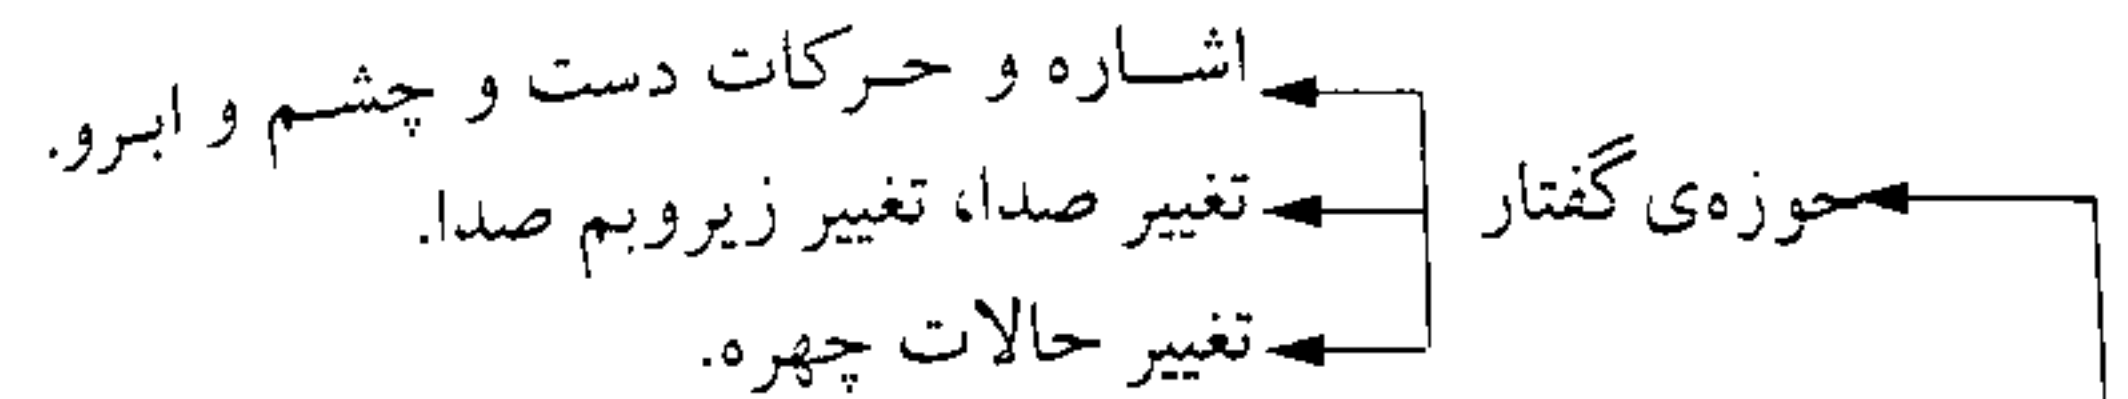 اشاره و حرکات دست و چشم و ابرو.
حوزه‌ی گفتار
تغییر صدا، تغییر زیروبم صدا.
تغییر حالات چهره.